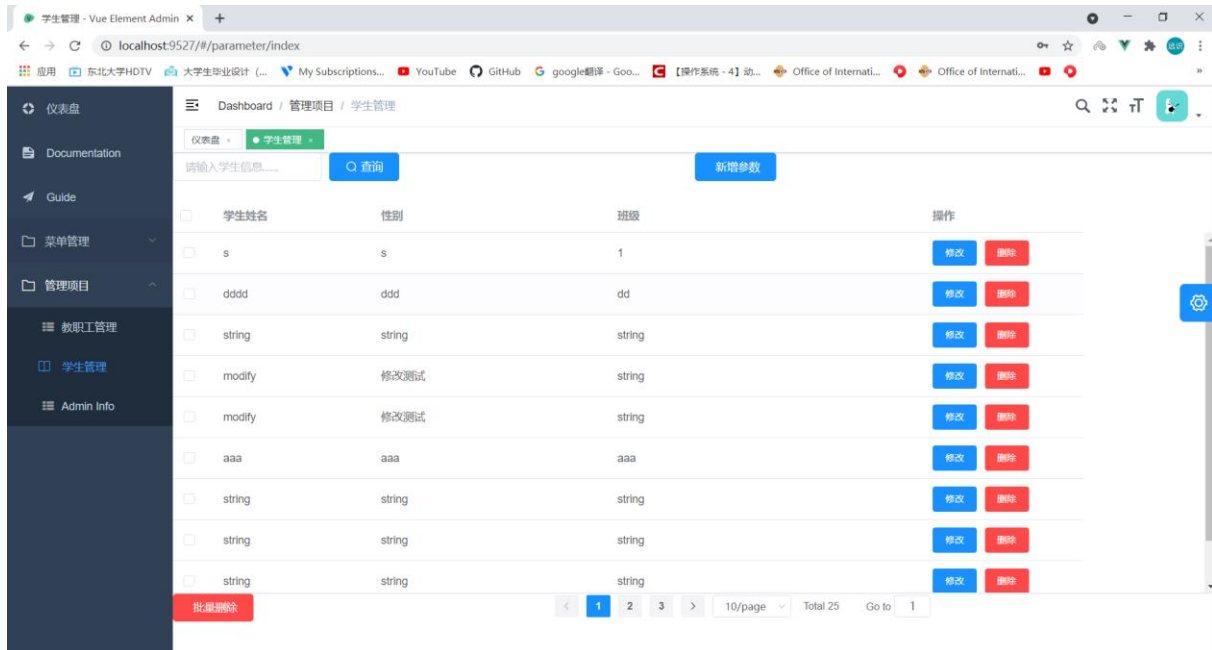 学生管理 - Vue Element Admin
localhost:9527/#/parameter/index
应用 东北大学HDTV 大学生毕业设计 (... My Subscriptions... YouTube GitHub google翻译 - Goo... 【操作系统 - 4】动... Office of Internati... Office of Internati...
仪表盘
Documentation
Guide
菜单管理
管理项目
教职工管理
学生管理
Admin Info
Dashboard / 管理项目 / 学生管理
仪表盘 学生管理
请输入学生信息...... 查询 新增参数
学生姓名 性别 班级 操作
s s 1 修改 删除
dddd ddd dd 修改 删除
string string string 修改 删除
modify 修改测试 string 修改 删除
modify 修改测试 string 修改 删除
aaa aaa aaa 修改 删除
string string string 修改 删除
string string string 修改 删除
string string string 修改 删除
批量删除 1 2 3 10/page Total 25 Go to 1